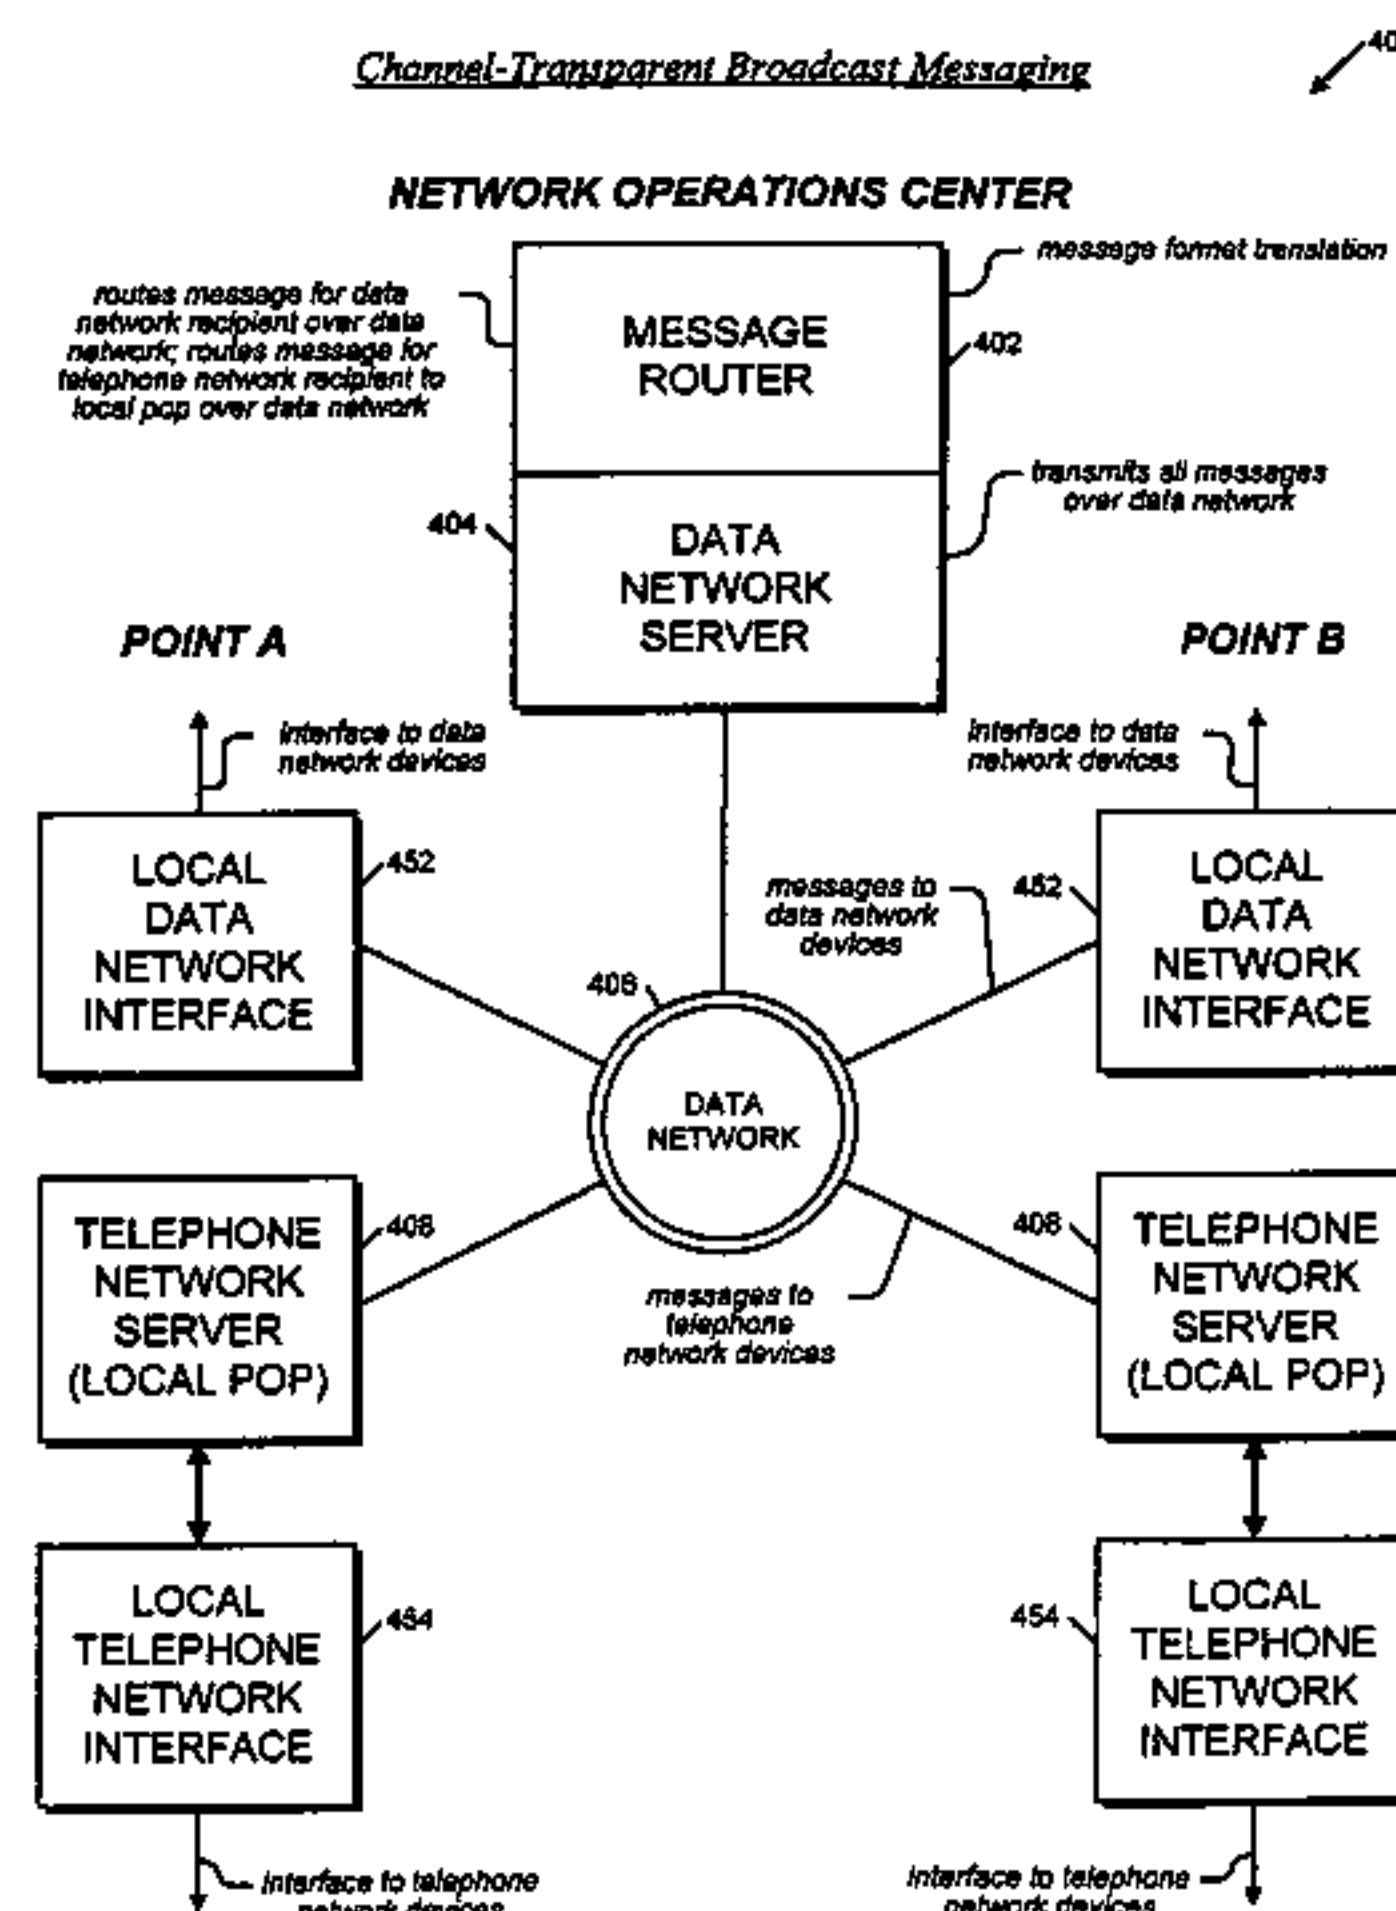 Channel-Transparent Broadcast Messaging
NETWORK OPERATIONS CENTER
message format translation
routes message for data
network recipient over data
network; routes message for
telephone network recipient to
local pop over data network
MESSAGE
ROUTER
402
transmits all messages
over data network
404
DATA
NETWORK
SERVER
POINT A
POINT B
interface to data
network devices
interface to data
network devices
LOCAL
DATA
NETWORK
INTERFACE
452
messages to
data network
devices
452
LOCAL
DATA
NETWORK
INTERFACE
DATA
NETWORK
TELEPHONE
NETWORK
SERVER
(LOCAL POP)
408
messages to
telephone
network devices
408
TELEPHONE
NETWORK
SERVER
(LOCAL POP)
LOCAL
TELEPHONE
NETWORK
INTERFACE
454
454
LOCAL
TELEPHONE
NETWORK
INTERFACE
interface to telephone
network devices
interface to telephone
network devices